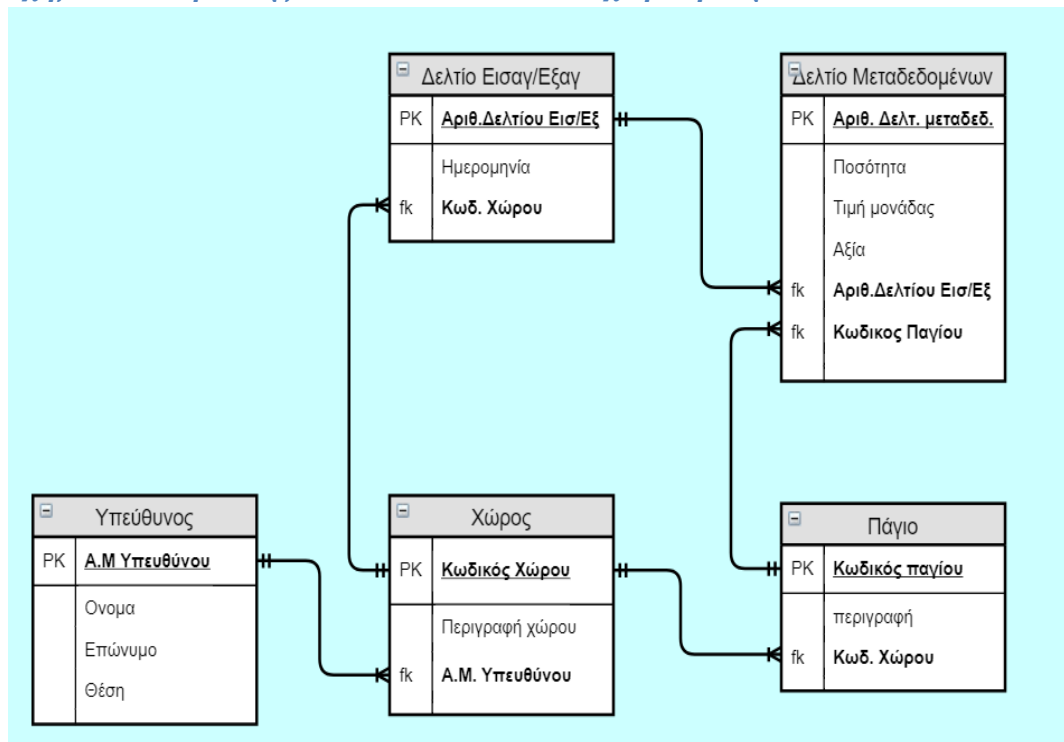 Δελτίο Εισαγ/Εξαγ
PK Αριθ.Δελτίου Εισ/Εξ
Ημερομηνία
fk Κωδ. Χώρου
Δελτίο Μεταδεδομένων
PK Αριθ. Δελτ. μεταδεδ.
Ποσότητα
Τιμή μονάδας
Αξία
fk Αριθ.Δελτίου Εισ/Εξ
fk Κωδικος Παγίου
Υπεύθυνος
PK Α.Μ Υπευθύνου
Ονομα
Επώνυμο
Θέση
Χώρος
PK Κωδικός Χώρου
Περιγραφή χώρου
fk Α.Μ. Υπευθύνου
Πάγιο
PK Κωδικός παγίου
περιγραφή
fk Κωδ. Χώρου